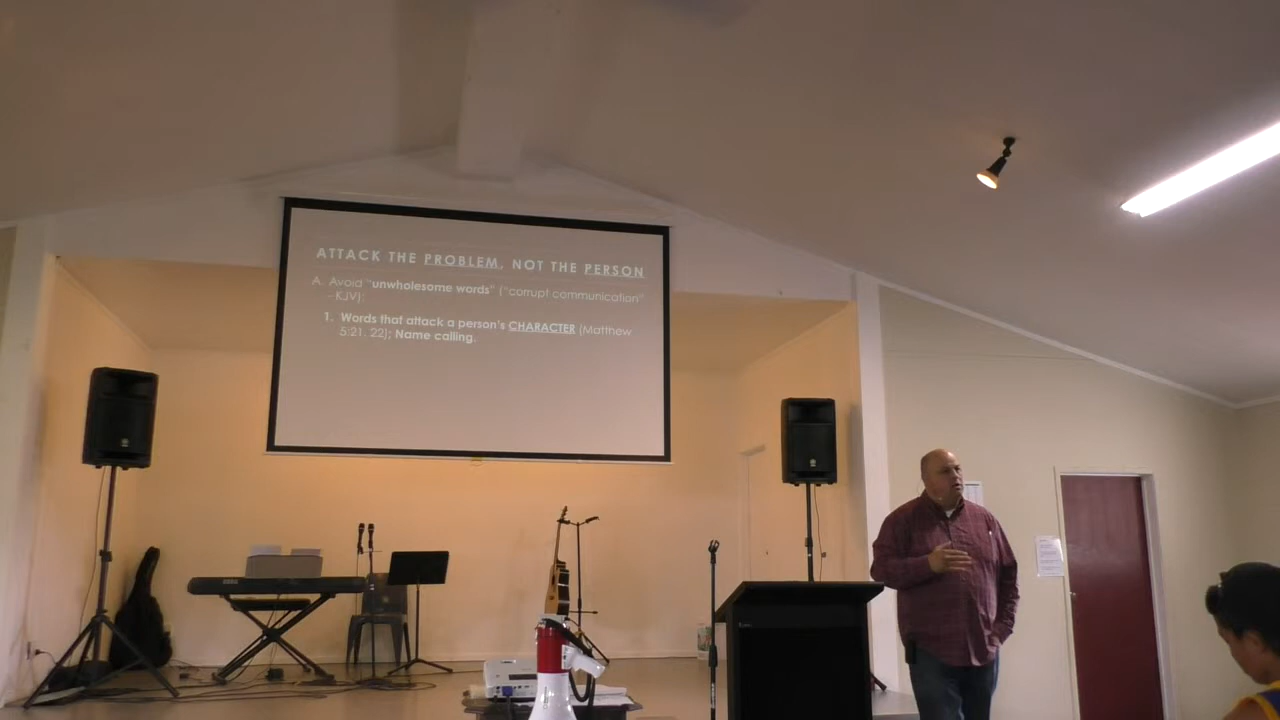 ATTACK THE PROBLEM, NOT THE PERSON
A. Avoid "unwholesome words" ("corrupt communication"
- KJV):
1. Words that attack a person's CHARACTER (Matthew
5:21, 22); Name calling.